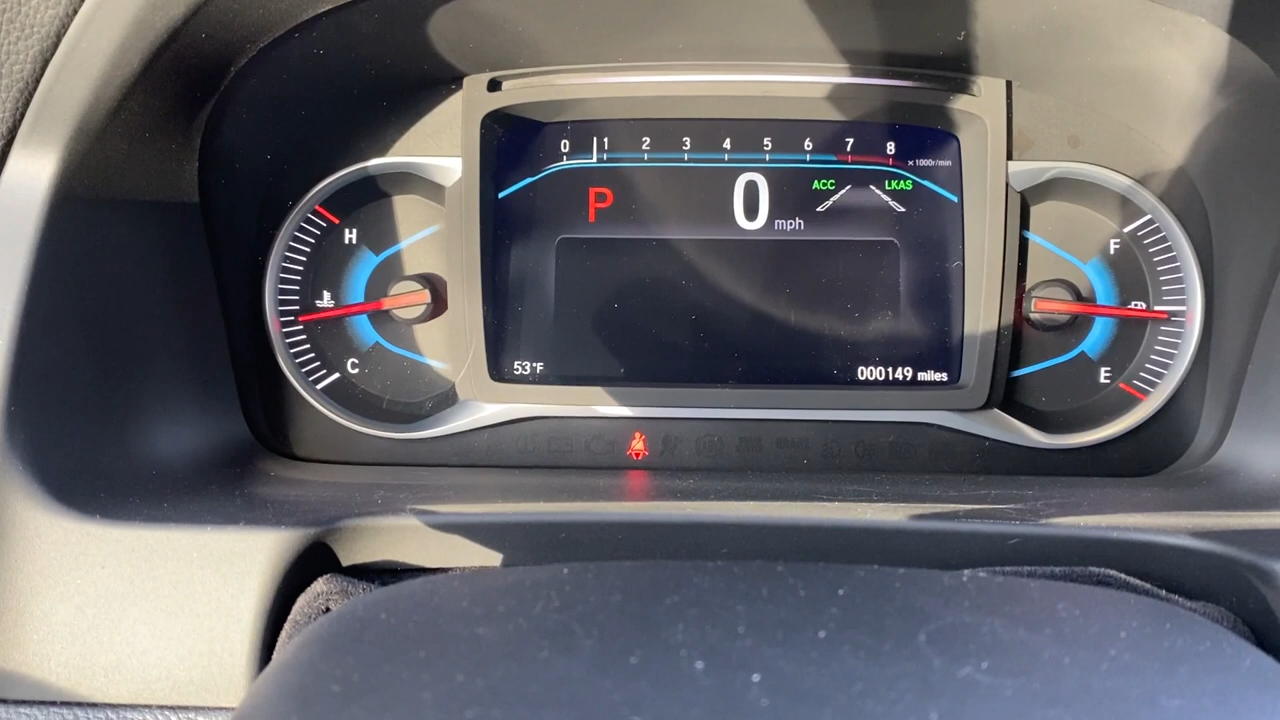 0 1 2 3 4 5 6 7 8 ×1000r/min
P 0 mph ACC LKAS
H
F
C
E
53°F 000149 miles